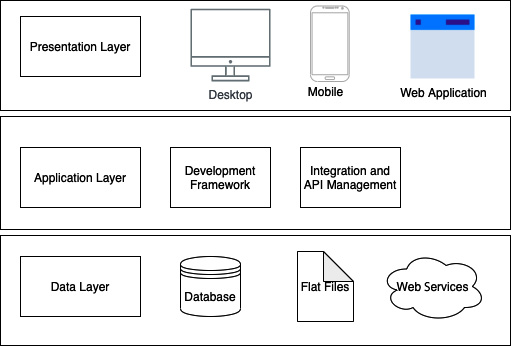 Presentation Layer
Desktop
Mobile
Web Application
Application Layer
Development
Framework
Integration and
API Management
Data Layer
Database
Flat Files
Web Services